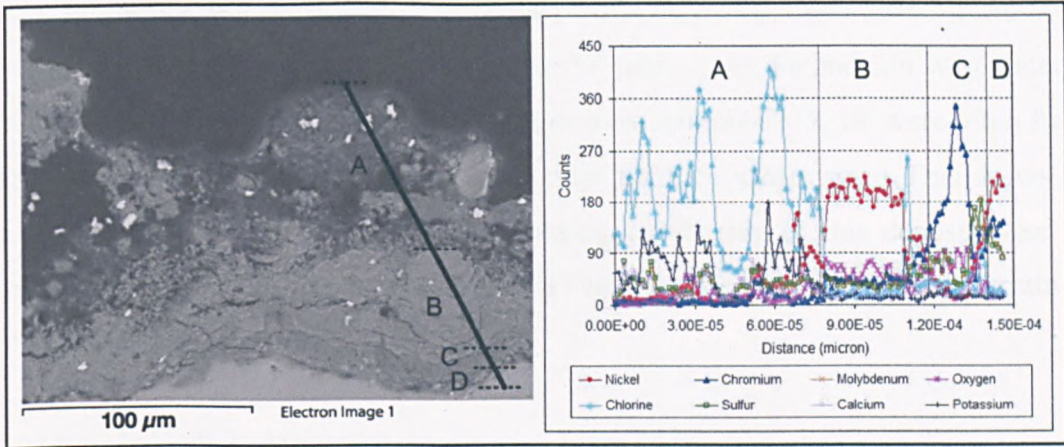 A
B
C
D
100 µm
Electron Image 1
450
360
270
180
90
0
Counts
A B C D
0.00E+00 3.00E-05 6.00E-05 9.00E-05 1.20E-04 1.50E-04
Distance (micron)
Nickel Chromium Molybdenum Oxygen
Chlorine Sulfur Calcium Potassium